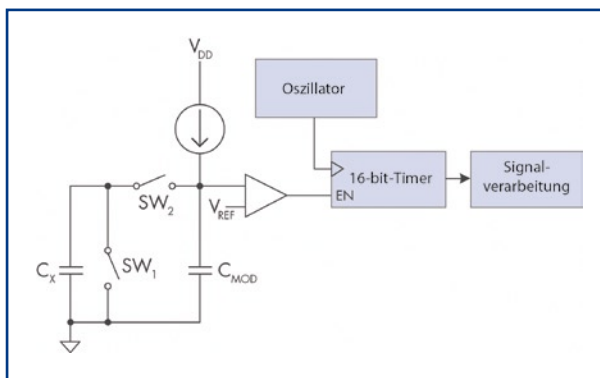 V_DD
Oszillator
16-bit-Timer
EN
Signal-
verarbeitung
SW_2
V_REF
C_X
SW_1
C_MOD